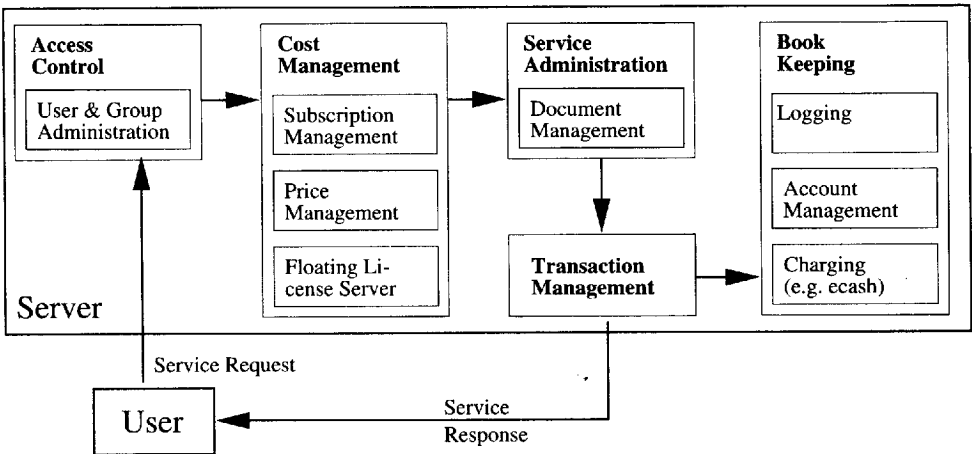 Access
Control
User & Group
Administration
Cost
Management
Subscription
Management
Price
Management
Floating Li-
cense Server
Service
Administration
Document
Management
Transaction
Management
Book
Keeping
Logging
Account
Management
Charging
(e.g. ecash)
Server
Service Request
User
Service
Response